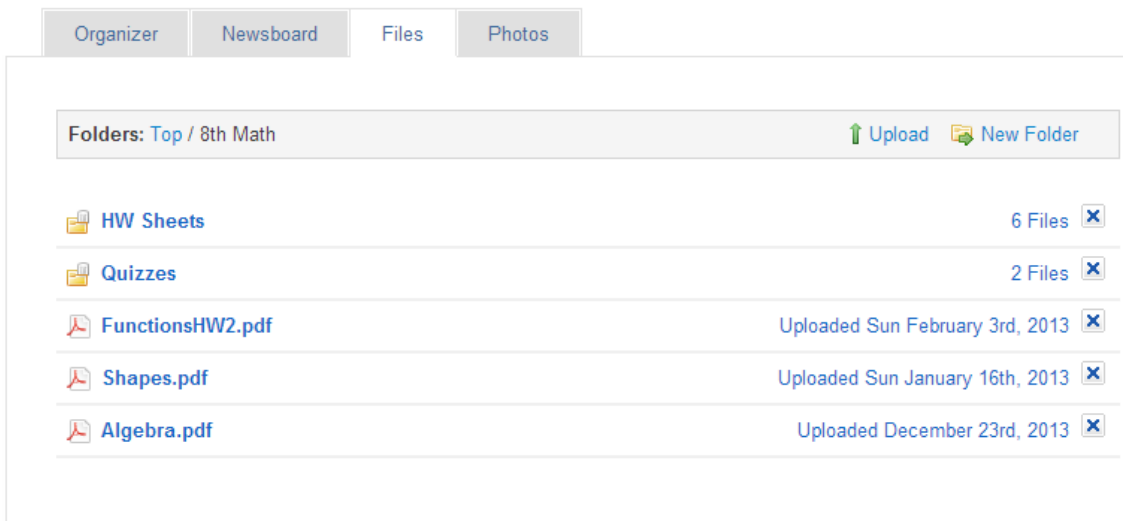 Organizer Newsboard Files Photos
Folders: Top / 8th Math Upload New Folder
HW Sheets 6 Files
Quizzes 2 Files
FunctionsHW2.pdf Uploaded Sun February 3rd, 2013
Shapes.pdf Uploaded Sun January 16th, 2013
Algebra.pdf Uploaded December 23rd, 2013